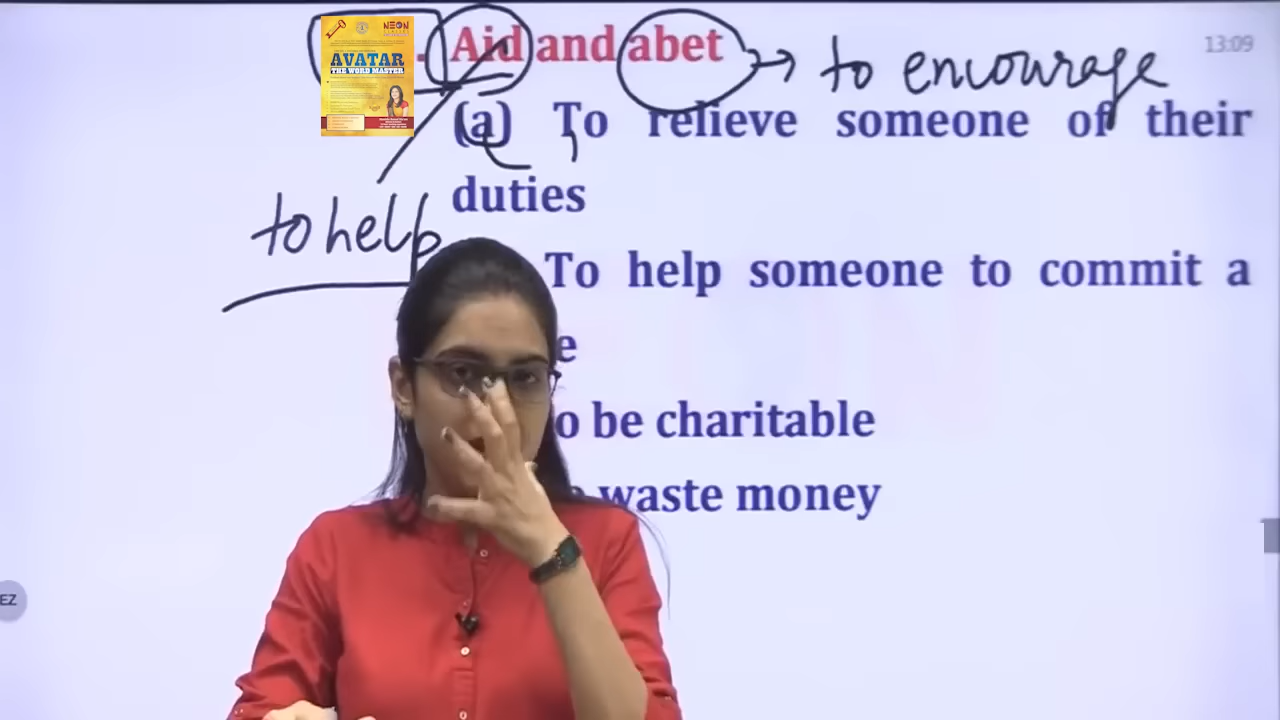 NEON
CLASSES
AVATAR
THE WORD MASTER
. Aid and abet
to encourage
13:09
(a) To relieve someone of their
duties
to help
To help someone to commit a
e
o be charitable
waste money
EZ